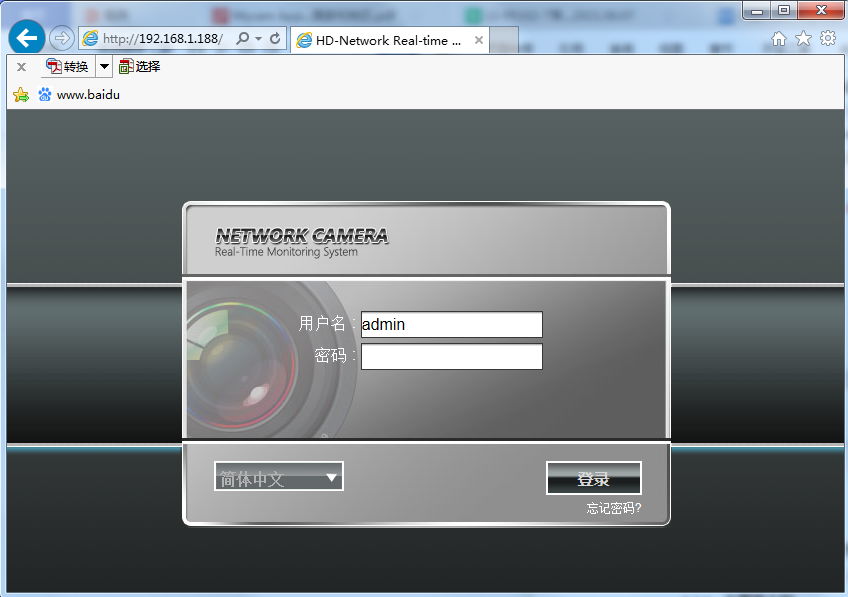 http://192.168.1.188/
HD-Network Real-time ...
转换
选择
www.baidu
NETWORK CAMERA
Real-Time Monitoring System
用户名 :
admin
密码 :
简体中文
登录
忘记密码?